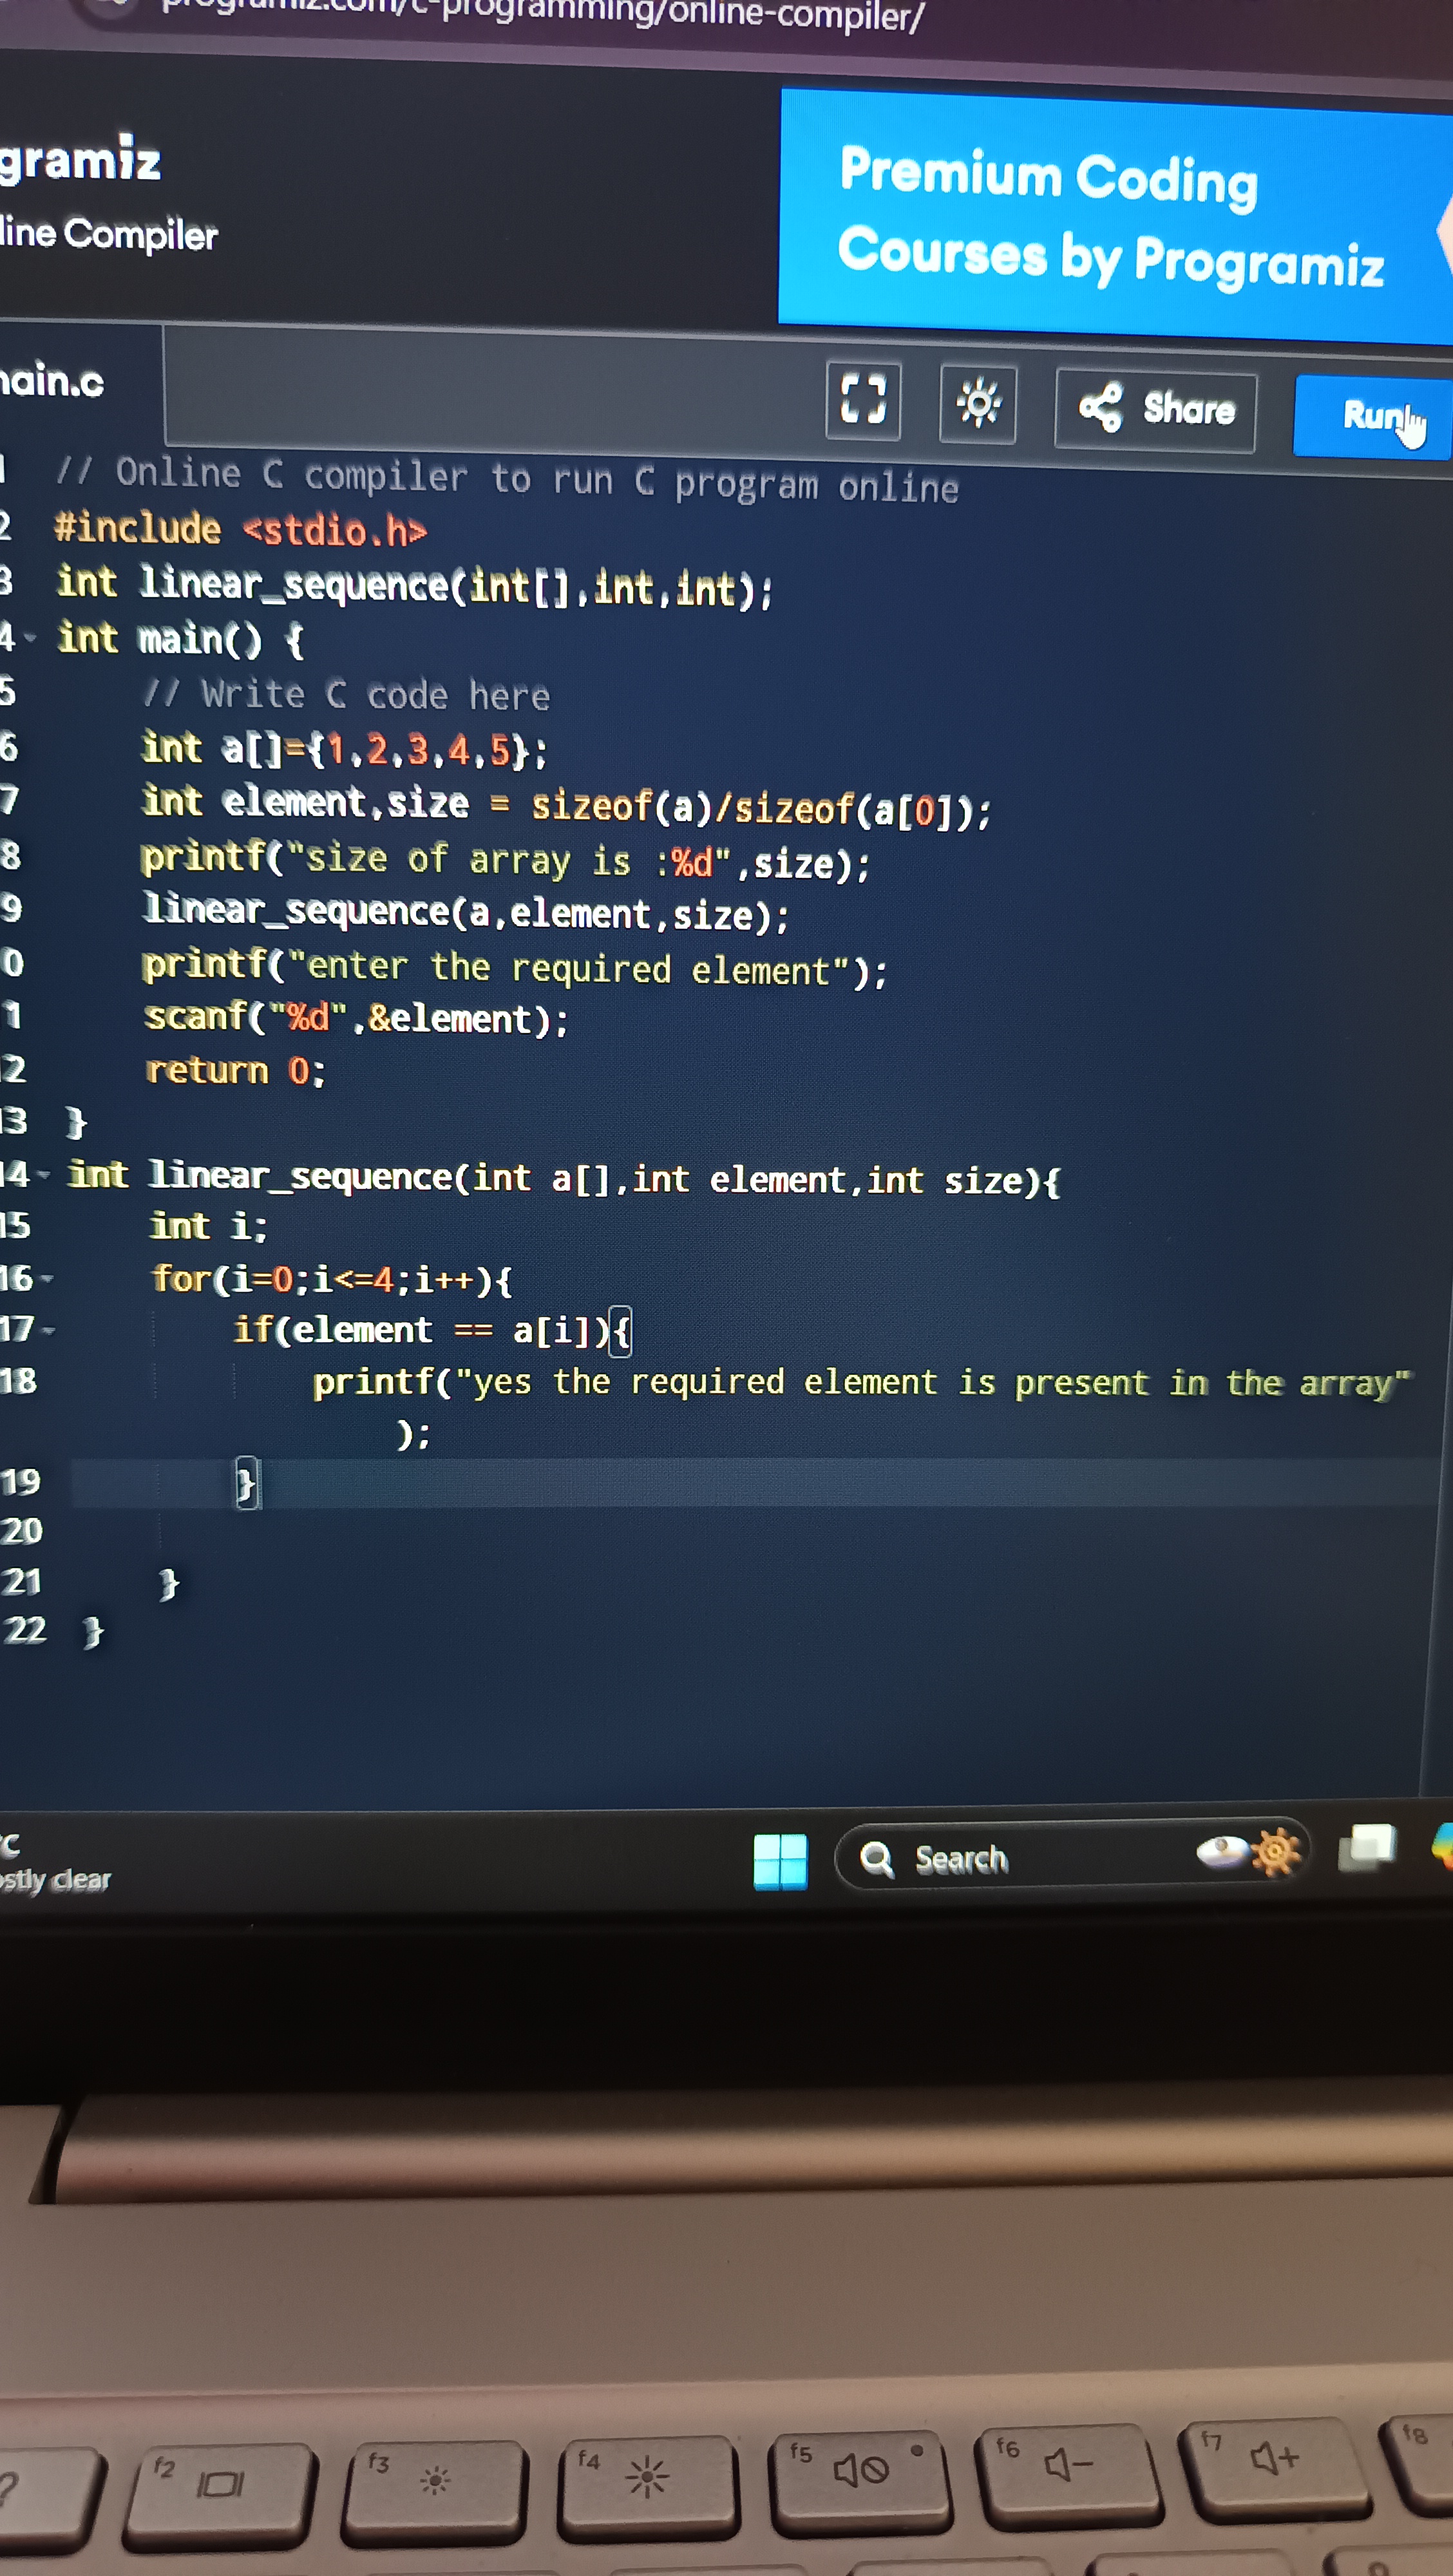 programiz.com/c-programming/online-compiler/
gramiz
line Compiler
Premium Coding
Courses by Programiz
main.c
Share
Run
1 // Online C compiler to run C program online
2 #include <stdio.h>
3 int linear_sequence(int[],int,int);
4 int main() {
5 // Write C code here
6 int a[]={1,2,3,4,5};
7 int element,size = sizeof(a)/sizeof(a[0]);
8 printf("size of array is :%d",size);
9 linear_sequence(a,element,size);
0 printf("enter the required element");
1 scanf("%d",&element);
2 return 0;
13 }
14 int linear_sequence(int a[],int element,int size){
15 int i;
16 for(i=0;i<=4;i++){
17 if(element == a[i]){
18 printf("yes the required element is present in the array"
);
19 }
20
21 }
22 }
°C
ostly clear
Search
f2
f3
f4
f5
f6
f7
f8